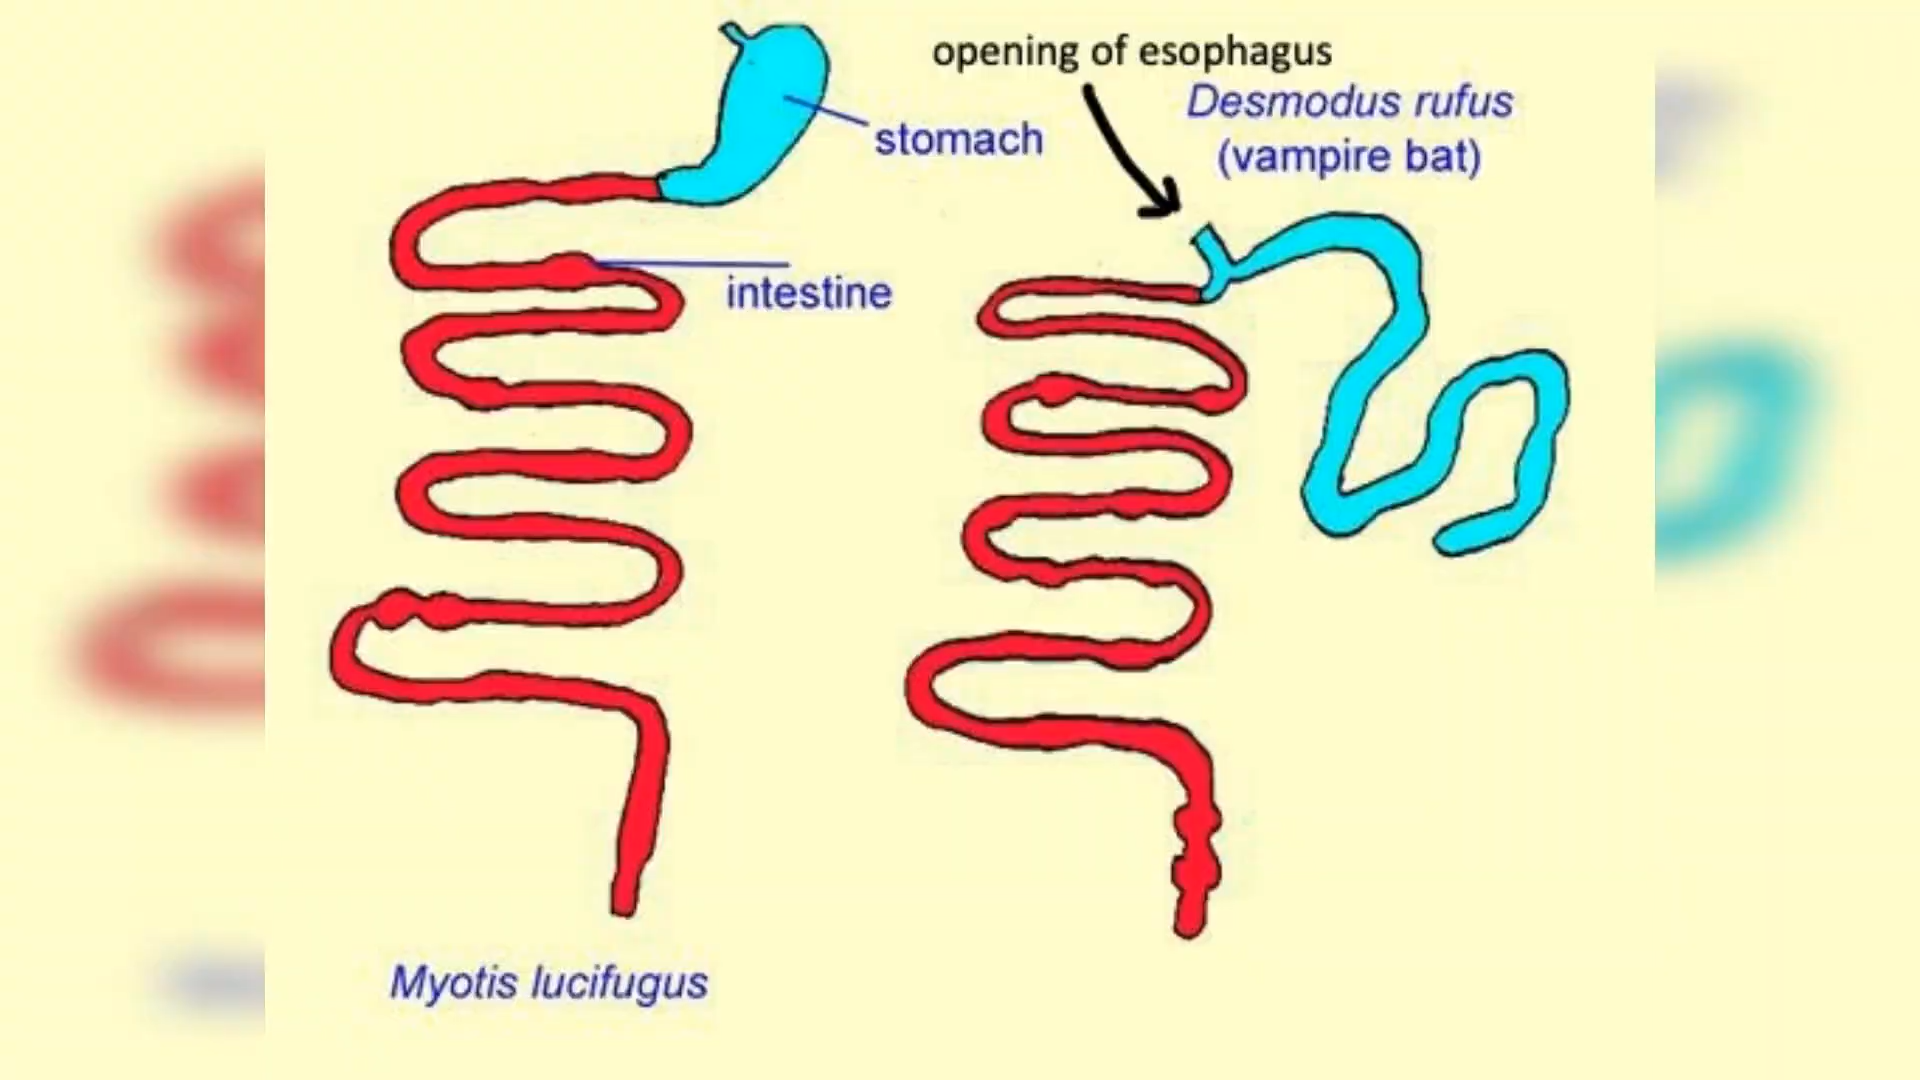 opening of esophagus
Desmodus rufus
(vampire bat)
stomach
intestine
Myotis lucifugus